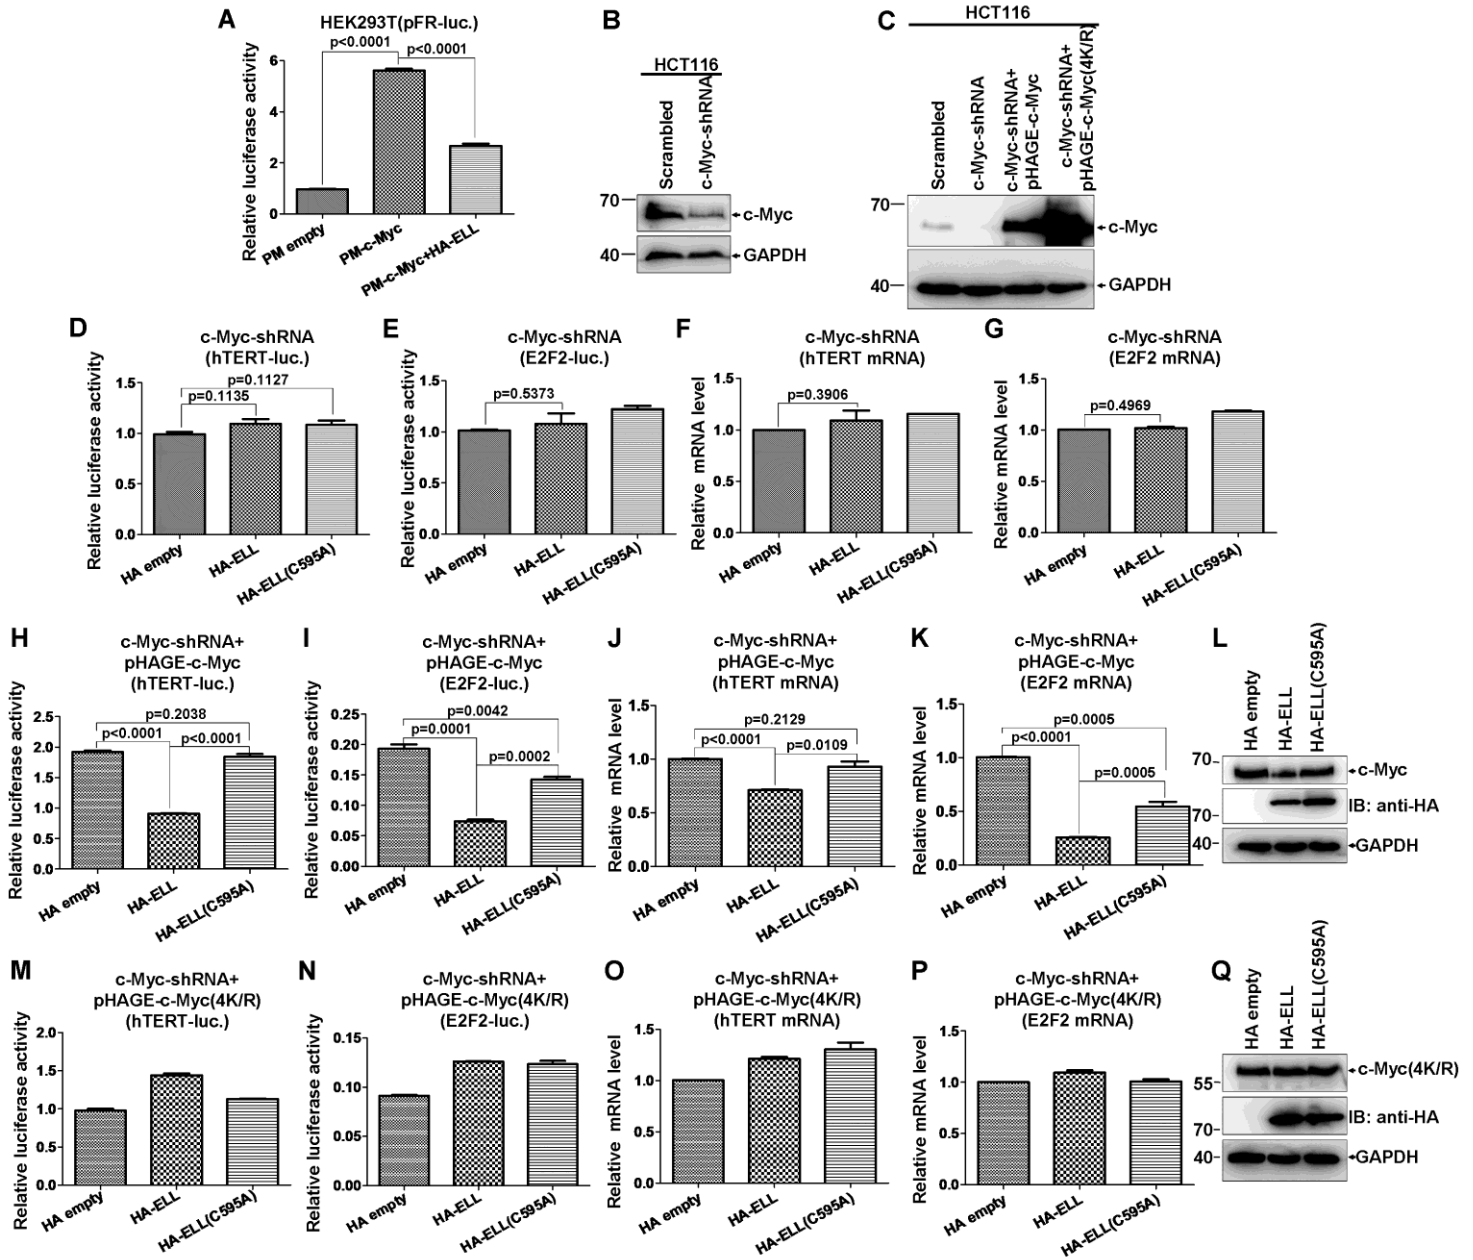 A
HEK293T(pFR-luc.)
p<0.0001
p<0.0001
Relative luciferase activity
6
4
2
0
PM empty
PM-c-Myc
PM-c-Myc+HA-ELL
B
HCT116
Scrambled
c-Myc-shRNA
70
c-Myc
40
GAPDH
C
HCT116
Scrambled
c-Myc-shRNA
c-Myc-shRNA+
pHAGE-c-Myc
c-Myc-shRNA+
pHAGE-c-Myc(4K/R)
70
c-Myc
40
GAPDH
D
c-Myc-shRNA
(hTERT-luc.)
Relative luciferase activity
1.5
1.0
0.5
0.0
p=0.1127
p=0.1135
HA empty
HA-ELL
HA-ELL(C595A)
E
c-Myc-shRNA
(E2F2-luc.)
Relative luciferase activity
1.5
1.0
0.5
0.0
p=0.5373
HA empty
HA-ELL
HA-ELL(C595A)
F
c-Myc-shRNA
(hTERT mRNA)
Relative mRNA level
1.5
1.0
0.5
0.0
p=0.3906
HA empty
HA-ELL
HA-ELL(C595A)
G
c-Myc-shRNA
(E2F2 mRNA)
Relative mRNA level
1.5
1.0
0.5
0.0
p=0.4969
HA empty
HA-ELL
HA-ELL(C595A)
H
c-Myc-shRNA+
pHAGE-c-Myc
(hTERT-luc.)
Relative luciferase activity
2.5
2.0
1.5
1.0
0.5
0.0
p=0.2038
p<0.0001
p<0.0001
HA empty
HA-ELL
HA-ELL(C595A)
I
c-Myc-shRNA+
pHAGE-c-Myc
(E2F2-luc.)
Relative luciferase activity
0.25
0.20
0.15
0.10
0.05
0.00
p=0.0042
p=0.0001
p=0.0002
HA empty
HA-ELL
HA-ELL(C595A)
J
c-Myc-shRNA+
pHAGE-c-Myc
(hTERT mRNA)
Relative mRNA level
1.5
1.0
0.5
0.0
p=0.2129
p<0.0001
p=0.0109
HA empty
HA-ELL
HA-ELL(C595A)
K
c-Myc-shRNA+
pHAGE-c-Myc
(E2F2 mRNA)
Relative mRNA level
1.5
1.0
0.5
0.0
p=0.0005
p<0.0001
p=0.0005
HA empty
HA-ELL
HA-ELL(C595A)
L
HA empty
HA-ELL
HA-ELL(C595A)
70
c-Myc
IB: anti-HA
70
40
GAPDH
M
c-Myc-shRNA+
pHAGE-c-Myc(4K/R)
(hTERT-luc.)
Relative luciferase activity
2.0
1.5
1.0
0.5
0.0
HA empty
HA-ELL
HA-ELL(C595A)
N
c-Myc-shRNA+
pHAGE-c-Myc(4K/R)
(E2F2-luc.)
Relative luciferase activity
0.15
0.10
0.05
0.00
HA empty
HA-ELL
HA-ELL(C595A)
O
c-Myc-shRNA+
pHAGE-c-Myc(4K/R)
(hTERT mRNA)
Relative mRNA level
1.5
1.0
0.5
0.0
HA empty
HA-ELL
HA-ELL(C595A)
P
c-Myc-shRNA+
pHAGE-c-Myc(4K/R)
(E2F2 mRNA)
Relative mRNA level
1.5
1.0
0.5
0.0
HA empty
HA-ELL
HA-ELL(C595A)
Q
HA empty
HA-ELL
HA-ELL(C595A)
c-Myc(4K/R)
55
IB: anti-HA
70
40
GAPDH